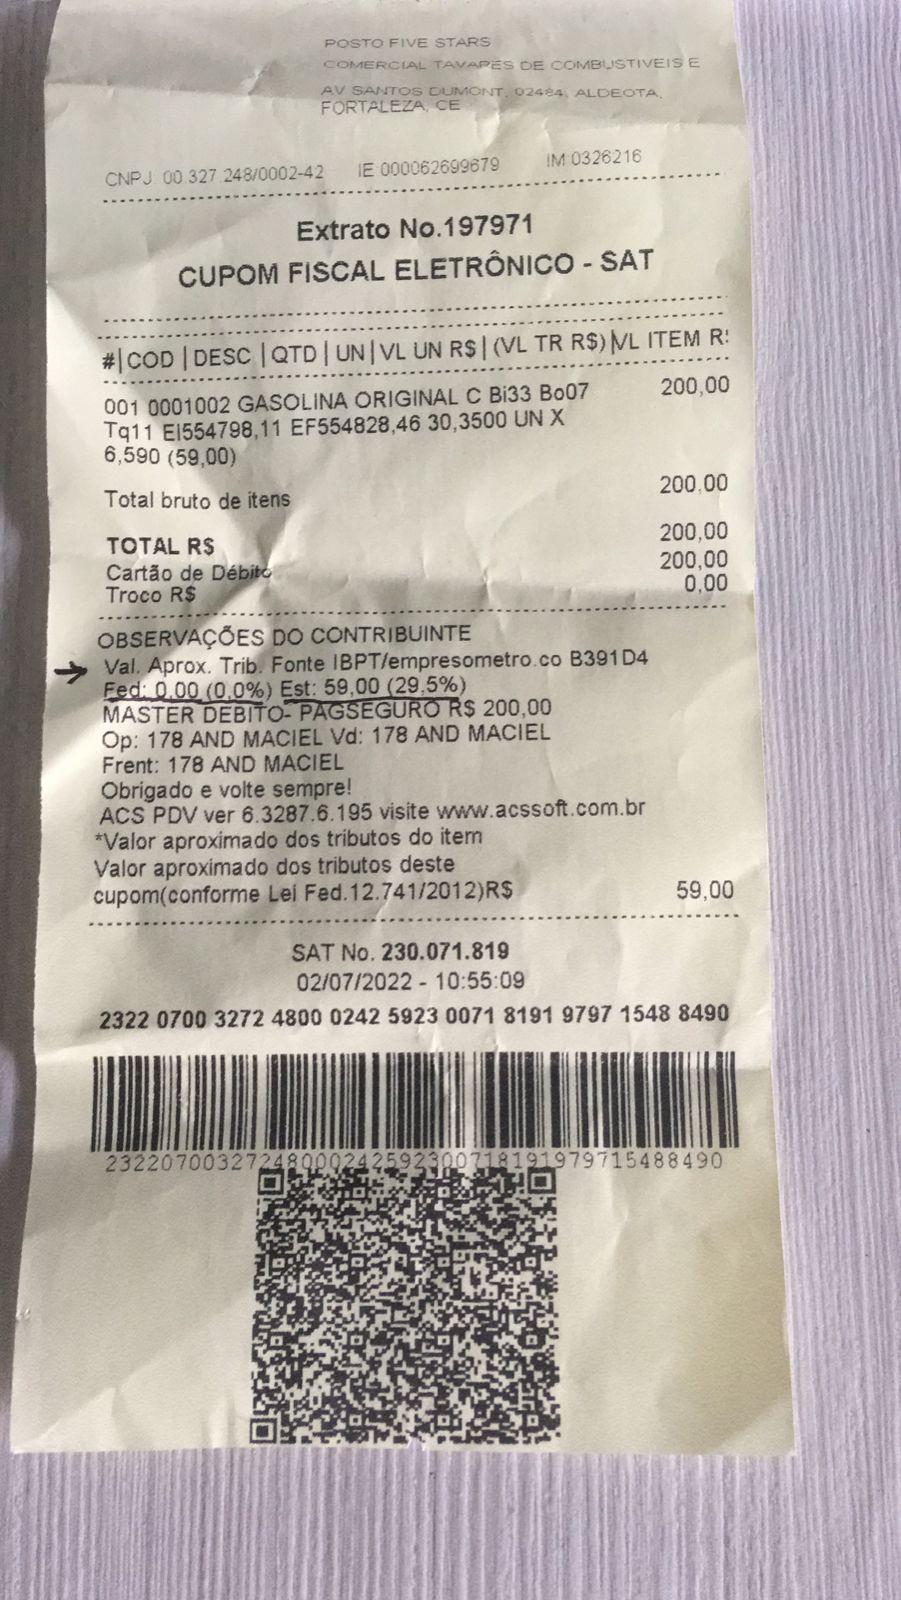 POSTO FIVE STARS
COMERCIAL TAVARES DE COMBUSTIVEIS E
AV SANTOS DUMONT, 02484, ALDEOTA,
FORTALEZA, CE
CNPJ: 00.327.248/0002-42 IE 000062699679 IM 0326216
Extrato No.197971
CUPOM FISCAL ELETRÔNICO - SAT
#|COD |DESC |QTD | UN|VL UN R$|(VL TR R$)|VL ITEM R
001 0001002 GASOLINA ORIGINAL C Bi33 Bo07 200,00
Tq11 EI554798,11 EF554828,46 30,3500 UN X
6,590 (59,00)
Total bruto de itens 200,00
TOTAL R$ 200,00
Cartão de Débito 200,00
Troco R$ 0,00
OBSERVAÇÕES DO CONTRIBUINTE
Val. Aprox. Trib. Fonte IBPT/empresometro.co B391D4
Fed: 0,00 (0,0%) Est: 59,00 (29,5%)
MASTER DEBITO- PAGSEGURO R$ 200,00
Op: 178 AND MACIEL Vd: 178 AND MACIEL
Frent: 178 AND MACIEL
Obrigado e volte sempre!
ACS PDV ver 6.3287.6.195 visite www.acssoft.com.br
*Valor aproximado dos tributos do item
Valor aproximado dos tributos deste
cupom(conforme Lei Fed.12.741/2012)R$ 59,00
SAT No. 230.071.819
02/07/2022 - 10:55:09
2322 0700 3272 4800 0242 5923 0071 8191 9797 1548 8490
23220700327248000242592300718191979715488490